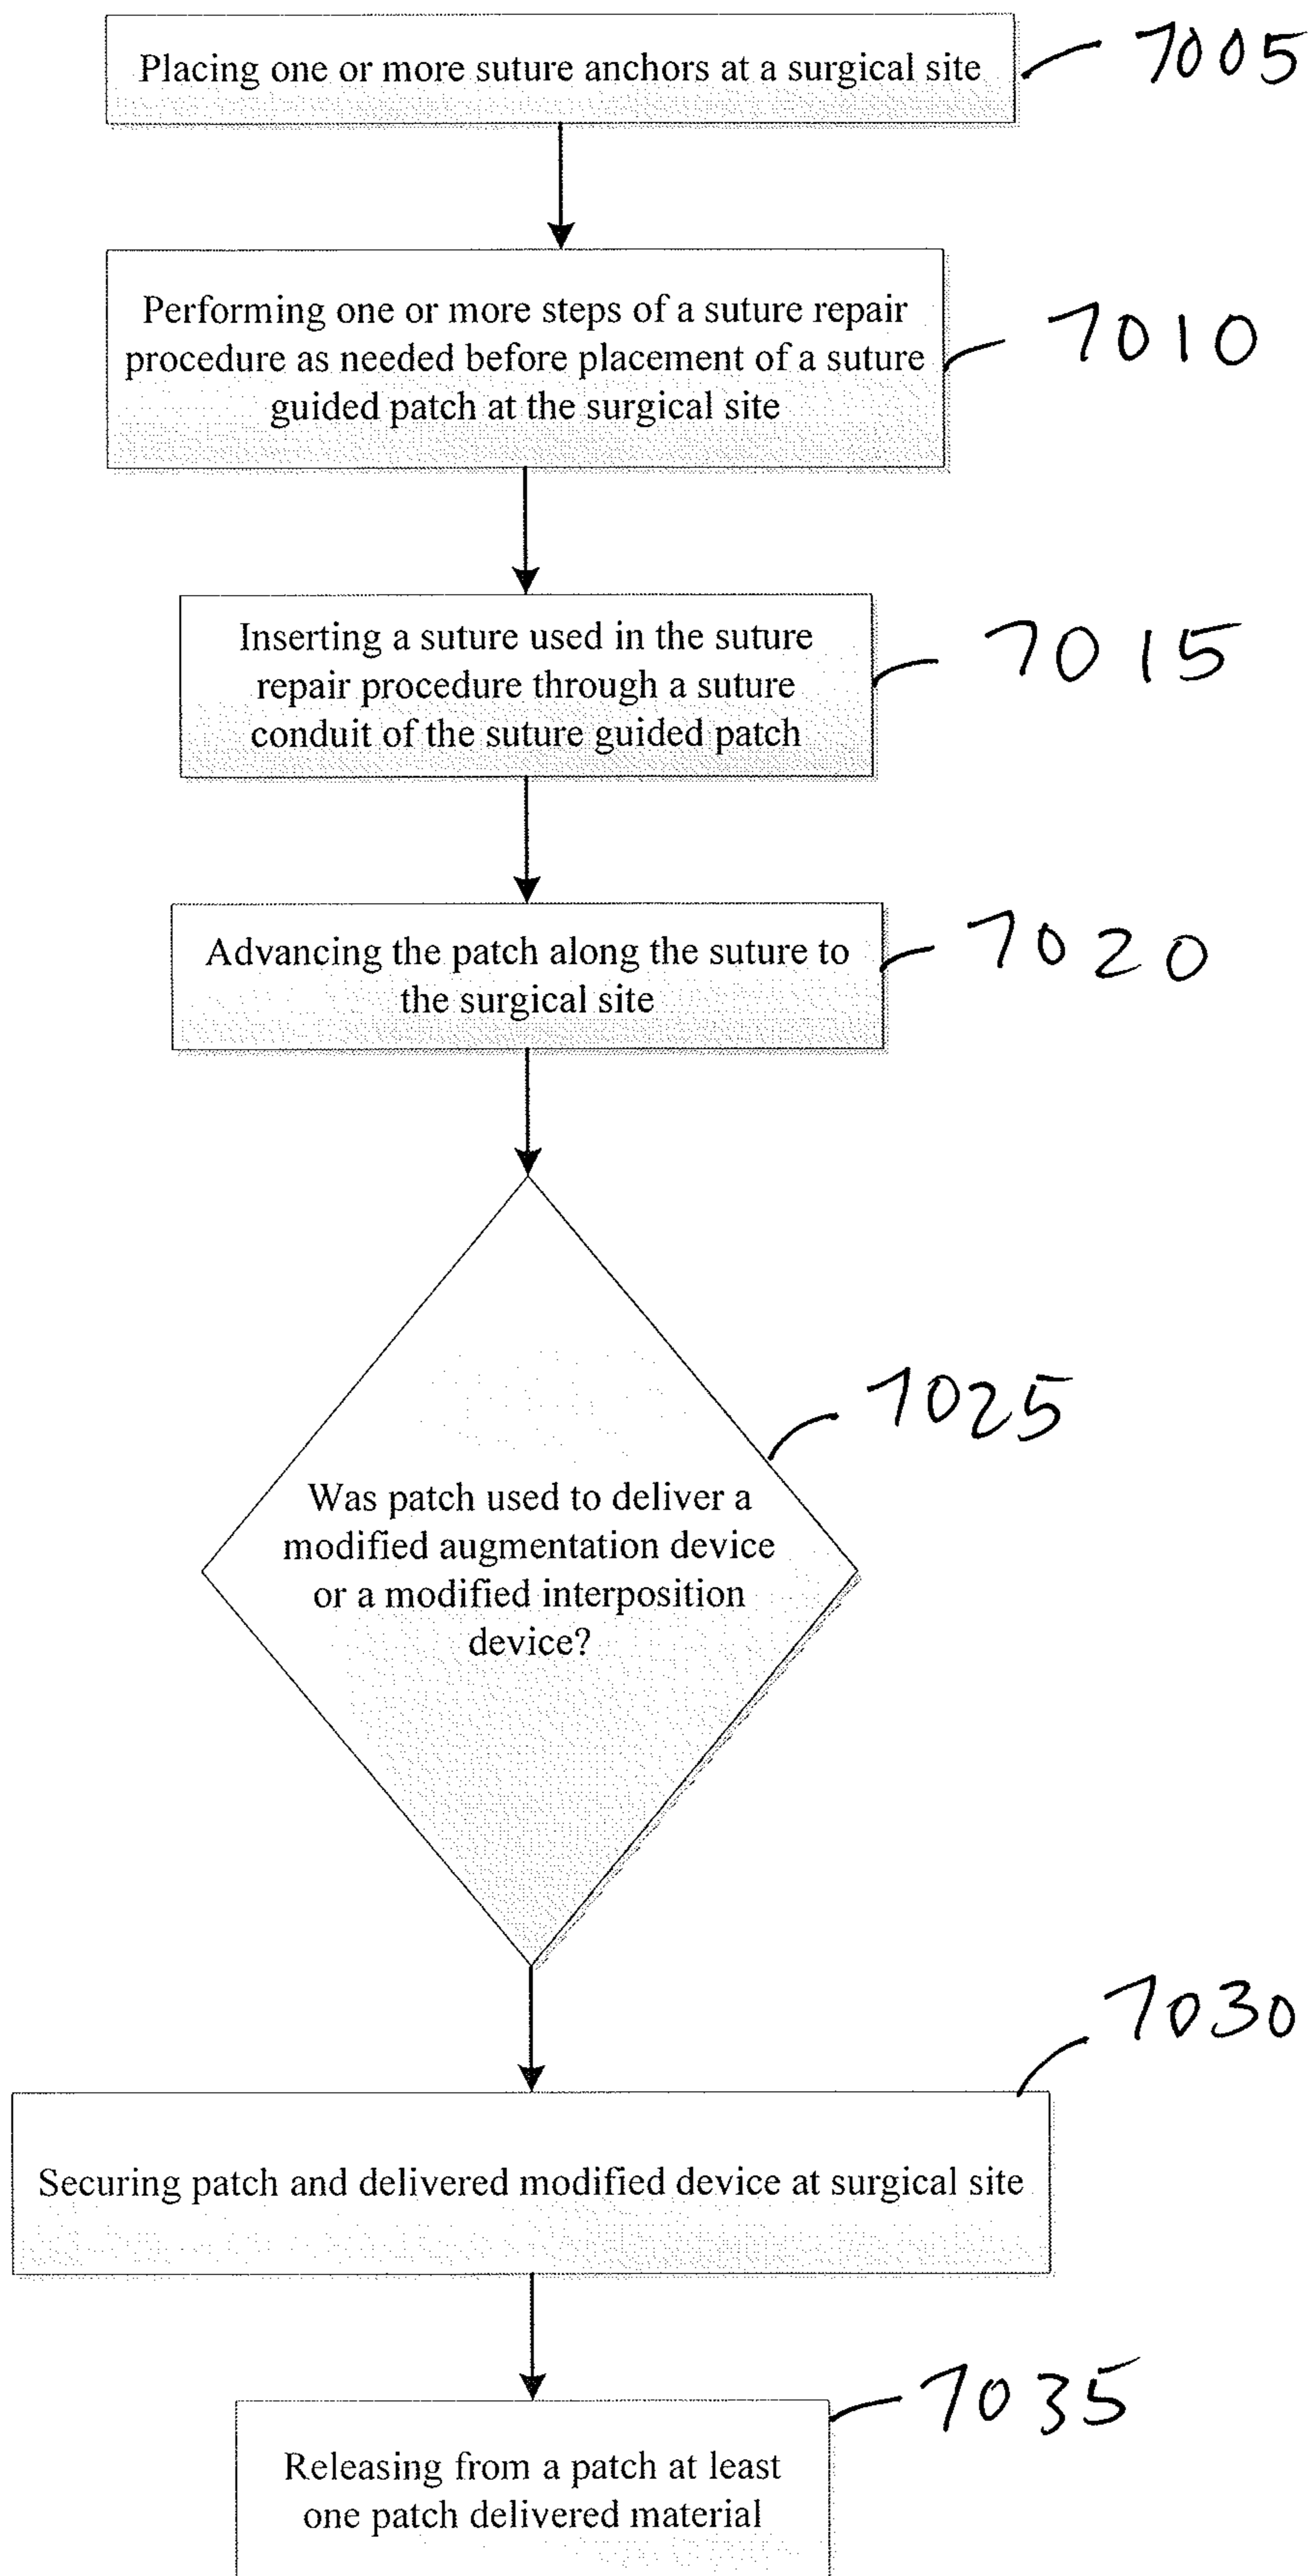 Placing one or more suture anchors at a surgical site
7005
Performing one or more steps of a suture repair
procedure as needed before placement of a suture
guided patch at the surgical site
7010
Inserting a suture used in the suture
repair procedure through a suture
conduit of the suture guided patch
7015
Advancing the patch along the suture to
the surgical site
7020
Was patch used to deliver a
modified augmentation device
or a modified interposition
device?
7025
7030
Securing patch and delivered modified device at surgical site
7035
Releasing from a patch at least
one patch delivered material